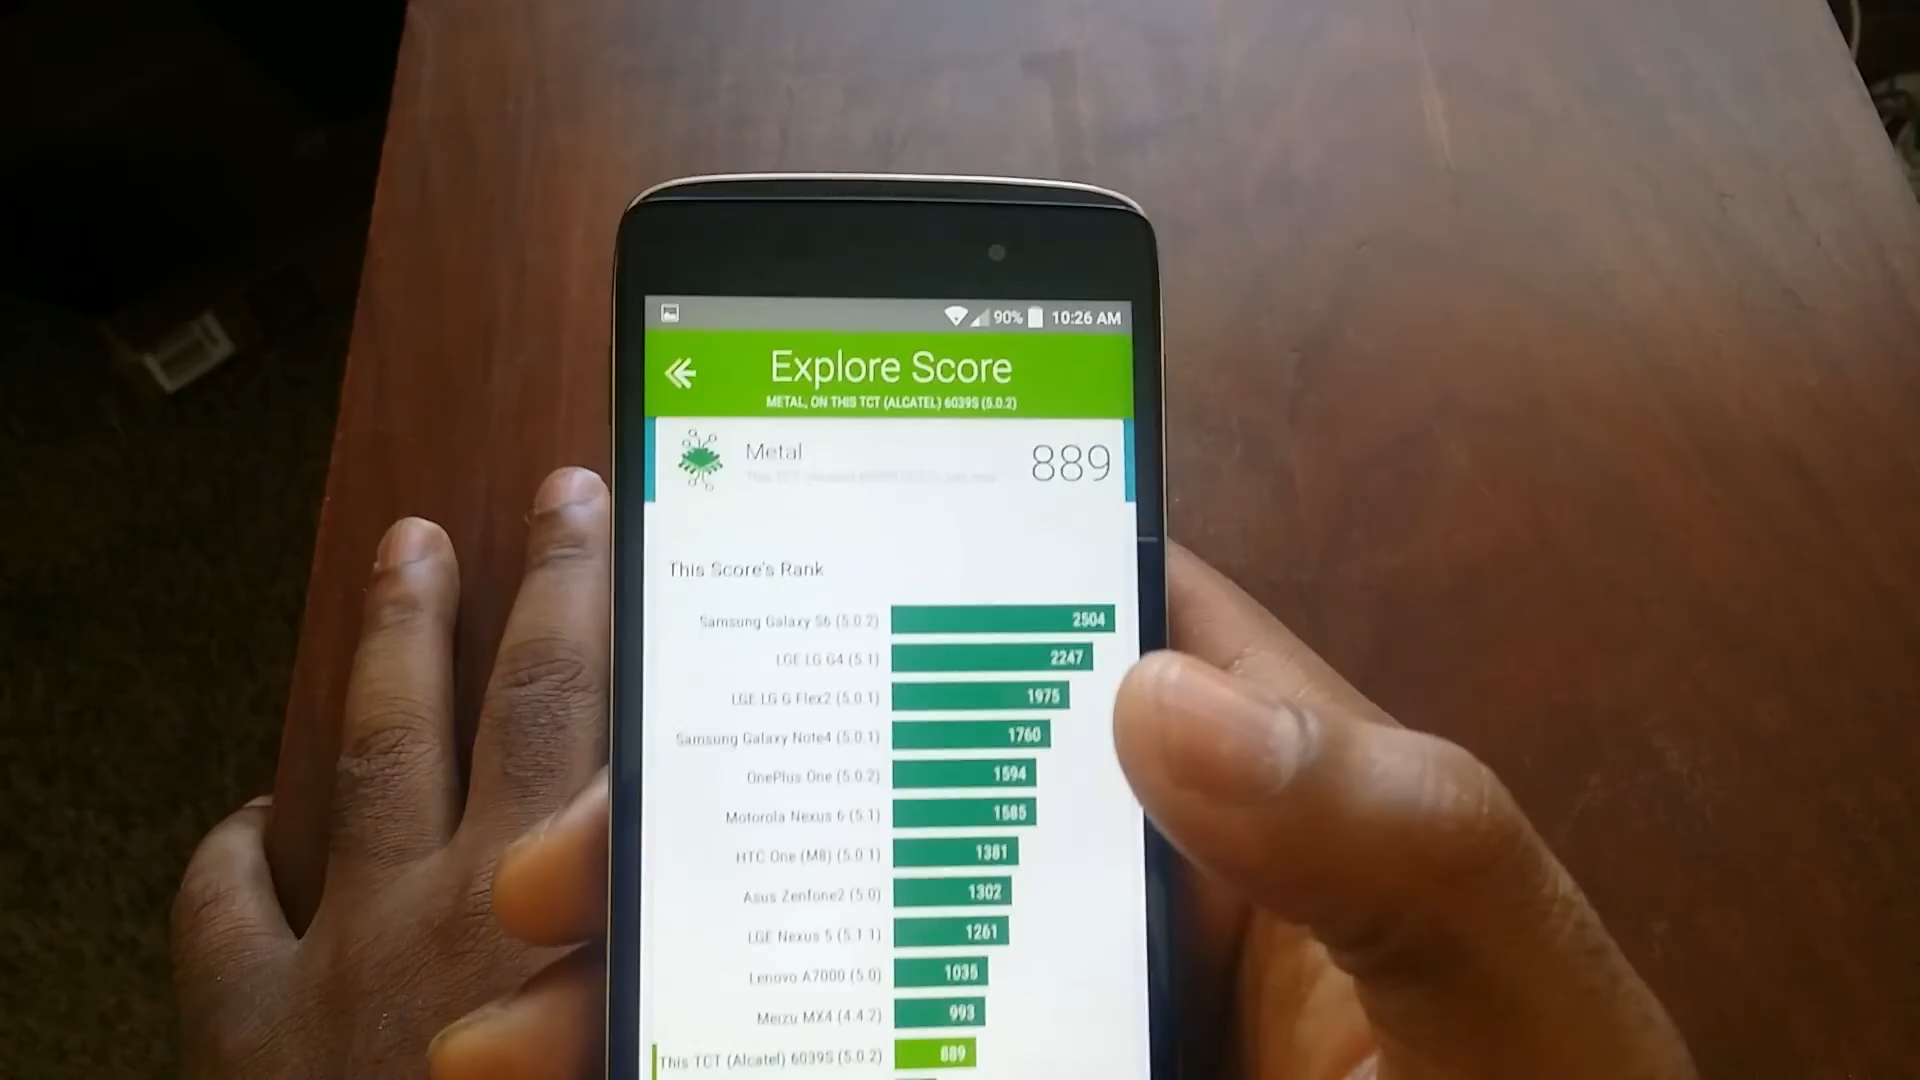 90% 10:26 AM
Explore Score
METAL, ON THIS TCT (ALCATEL) 6039S (5.0.2)
Metal
889
This Score's Rank
Samsung Galaxy S6 (5.0.2) 2504
LGE LG G4 (5.1) 2247
LGE LG G Flex2 (5.0.1) 1975
Samsung Galaxy Note4 (5.0.1) 1760
OnePlus One (5.0.2) 1594
Motorola Nexus 6 (5.1) 1585
HTC One (M8) (5.0.1) 1381
Asus Zenfone2 (5.0) 1302
LGE Nexus 5 (5.1.1) 1261
Lenovo A7000 (5.0) 1035
Meizu MX4 (4.4.2) 993
This TCT (Alcatel) 6039S (5.0.2) 889